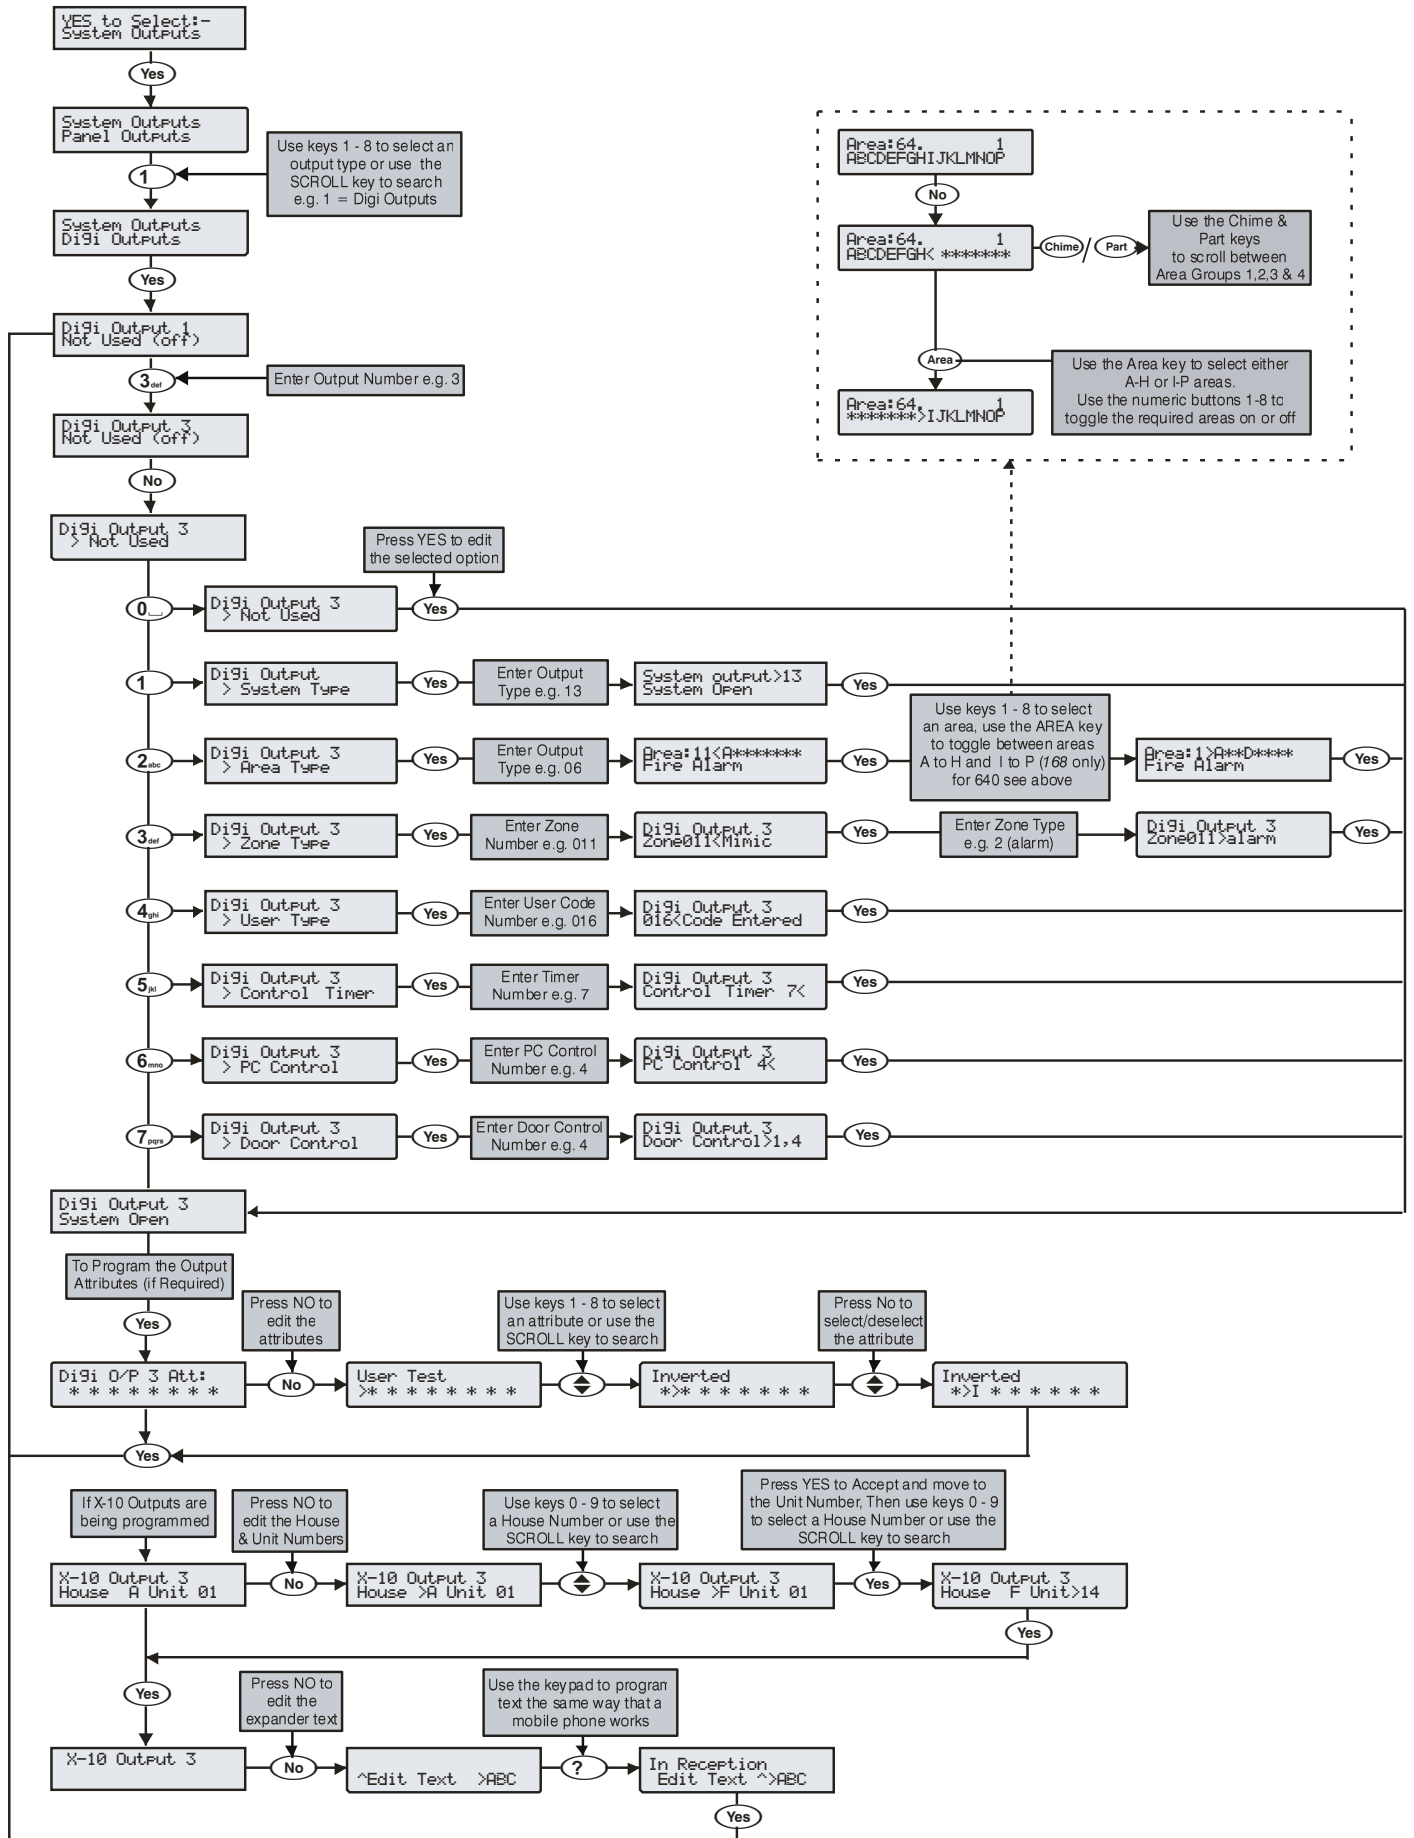 YES to Select:-
System Outputs
Yes
System Outputs
Panel Outputs
1
Use keys 1 - 8 to select an
output type or use the
SCROLL key to search
e.g. 1 = Digi Outputs
System Outputs
Digi Outputs
Yes
Digi Output 1
Not Used (off)
3def
Enter Output Number e.g. 3
Digi Output 3
Not Used (off)
No
Digi Output 3
> Not Used
Area:64. 1
ABCDEFGHIJKLMNOP
No
Area:64. 1
ABCDEFGH< *******
Chime / Part
Use the Chime &
Part keys
to scroll between
Area Groups 1,2,3 & 4
Area
Use the Area key to select either
A-H or I-P areas.
Use the numeric buttons 1-8 to
toggle the required areas on or off
Area:64. 1
*******>IJKLMNOP
Press YES to edit
the selected option
0
Digi Output 3
> Not Used
Yes
1
Digi Output
> System Type
Yes
Enter Output
Type e.g. 13
System output>13
System Open
Yes
2abc
Digi Output 3
> Area Type
Yes
Enter Output
Type e.g. 06
Area:11<A*******
Fire Alarm
Yes
Use keys 1 - 8 to select
an area, use the AREA key
to toggle between areas
A to H and I to P (168 only)
for 640 see above
Area:1>A**D****
Fire Alarm
Yes
3def
Digi Output 3
> Zone Type
Yes
Enter Zone
Number e.g. 011
Digi Output 3
Zone011<Mimic
Yes
Enter Zone Type
e.g. 2 (alarm)
Digi Output 3
Zone011>alarm
Yes
4ghi
Digi Output 3
> User Type
Yes
Enter User Code
Number e.g. 016
Digi Output 3
016<Code Entered
Yes
5jkl
Digi Output 3
> Control Timer
Yes
Enter Timer
Number e.g. 7
Digi Output 3
Control Timer 7<
Yes
6mno
Digi Output 3
> PC Control
Yes
Enter PC Control
Number e.g. 4
Digi Output 3
PC Control 4<
Yes
7pqrs
Digi Output 3
> Door Control
Yes
Enter Door Control
Number e.g. 4
Digi Output 3
Door Control>1,4
Yes
Digi Output 3
System Open
To Program the Output
Attributes (if Required)
Yes
Press NO to
edit the
attributes
Use keys 1 - 8 to select
an attribute or use the
SCROLL key to search
Press No to
select/deselect
the attribute
Digi O/P 3 Att:
* * * * * * * *
No
User Test
>* * * * * * * *
Inverted
*>* * * * * * *
Inverted
*>I * * * * * *
Yes
If X-10 Outputs are
being programmed
Press NO to
edit the House
& Unit Numbers
Use keys 0 - 9 to select
a House Number or use the
SCROLL key to search
Press YES to Accept and move to
the Unit Number, Then use keys 0 - 9
to select a House Number or use the
SCROLL key to search
X-10 Output 3
House A Unit 01
No
X-10 Output 3
House >A Unit 01
X-10 Output 3
House >F Unit 01
Yes
X-10 Output 3
House F Unit>14
Yes
Yes
Press NO to
edit the
expander text
Use the keypad to program
text the same way that a
mobile phone works
X-10 Output 3
No
^Edit Text >ABC
?
In Reception
Edit Text ^>ABC
Yes